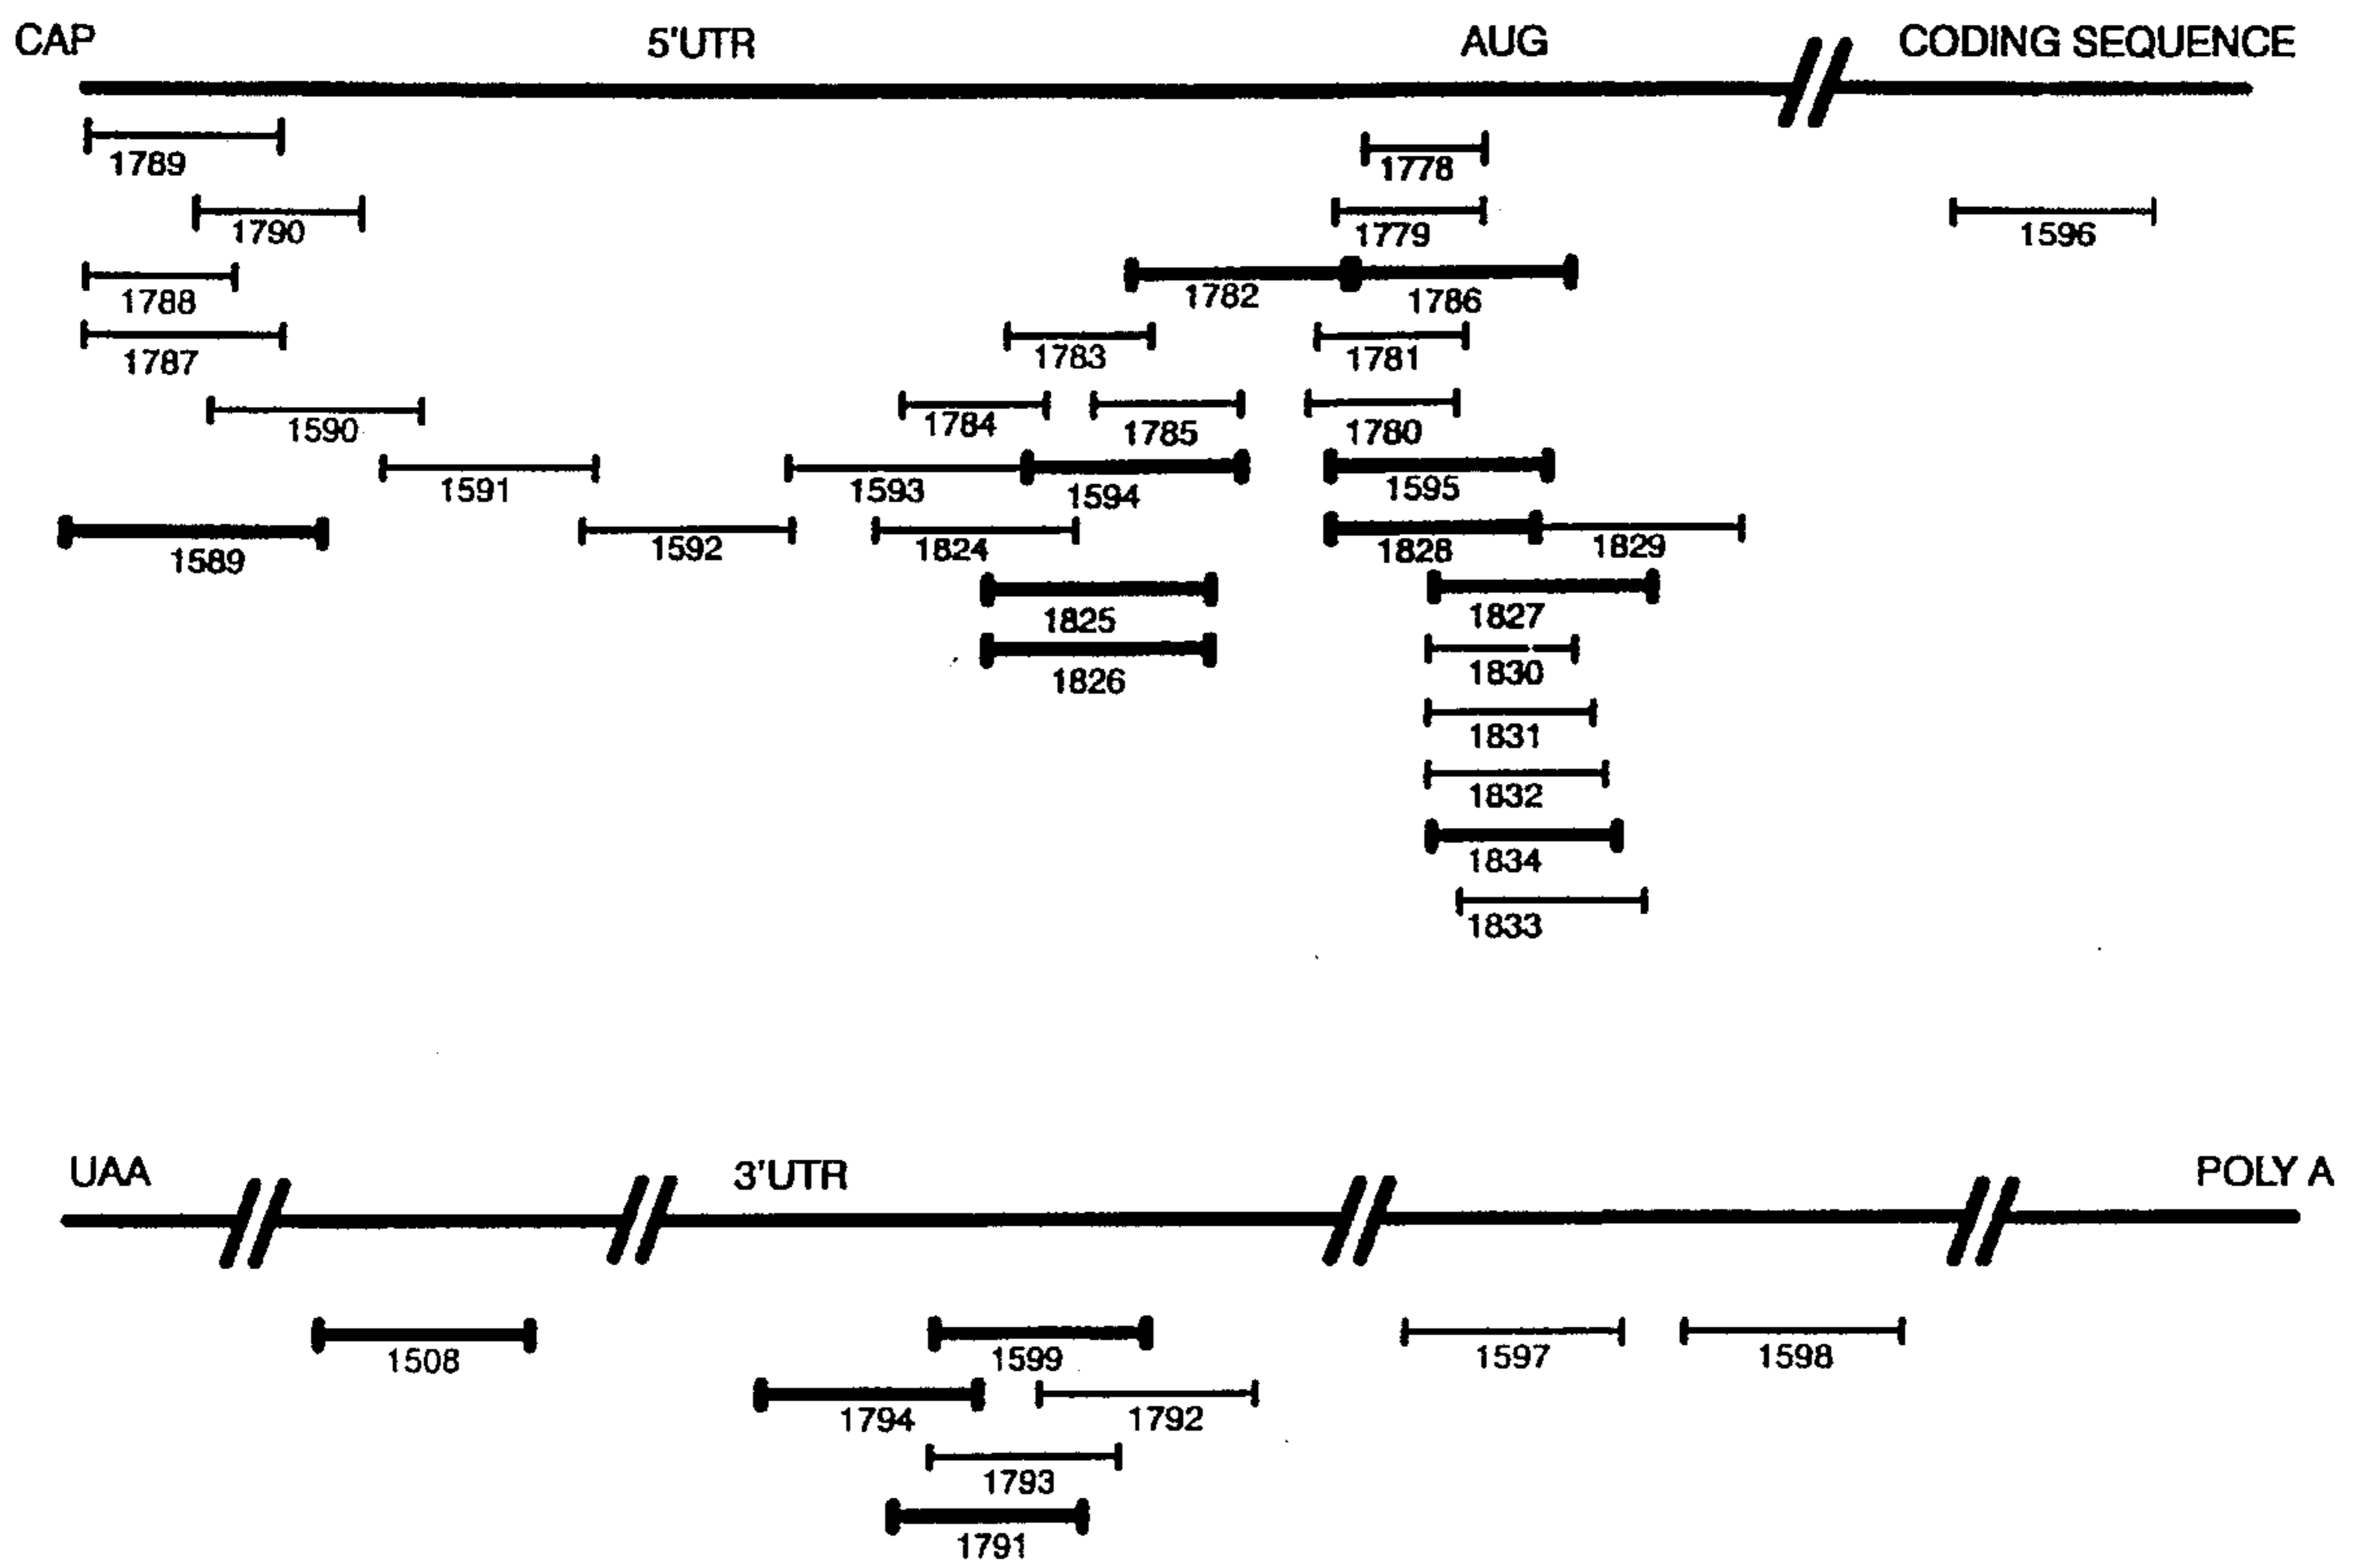 CAP 5'UTR AUG CODING SEQUENCE
1789 1778
1790 1779 1596
1788 1782 1786
1787 1783 1781
1590 1784 1785 1780
1591 1593 1594 1595
1589 1592 1824 1828 1829
1825 1827
1826 1830
1831
1832
1834
1833
UAA 3'UTR POLY A
1508 1599 1597 1598
1794 1792
1793
1791